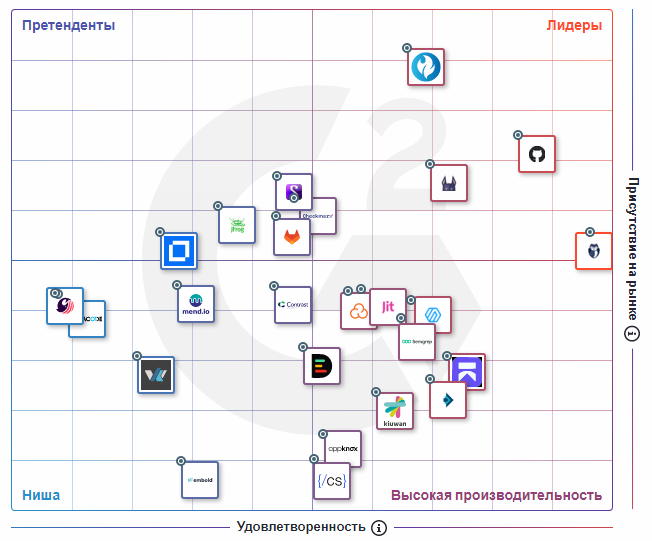 Претенденты
Лидеры
G2
Checkmarx
jfrog
mend.io
Contrast
Jit
Semgrep
kiuwan
appknox
embold
{/CS}
Ниша
Высокая производительность
Удовлетворенность
Присутствие на рынке